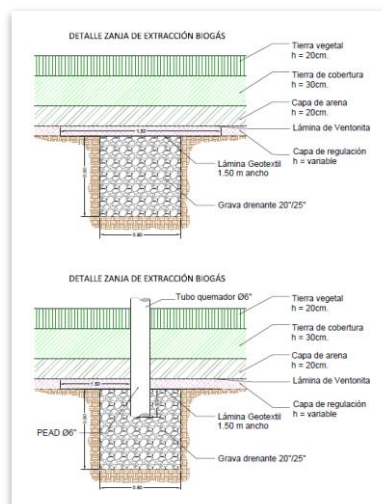 DETALLE ZANJA DE EXTRACCIÓN BIOGÁS
Tierra vegetal
h = 20cm.
Tierra de cobertura
h = 30cm.
Capa de arena
h = 20cm.
Lámina de Ventonita
Capa de regulación
h = variable
Lámina Geotextil
1.50 m ancho
Grava drenante 20"/25"
DETALLE ZANJA DE EXTRACCIÓN BIOGÁS
Tubo quemador Ø6"
Tierra vegetal
h = 20cm.
Tierra de cobertura
h = 30cm.
Capa de arena
h = 20cm.
Lámina de Ventonita
Capa de regulación
h = variable
PEAD Ø6"
Lámina Geotextil
1.50 m ancho
Grava drenante 20"/25"